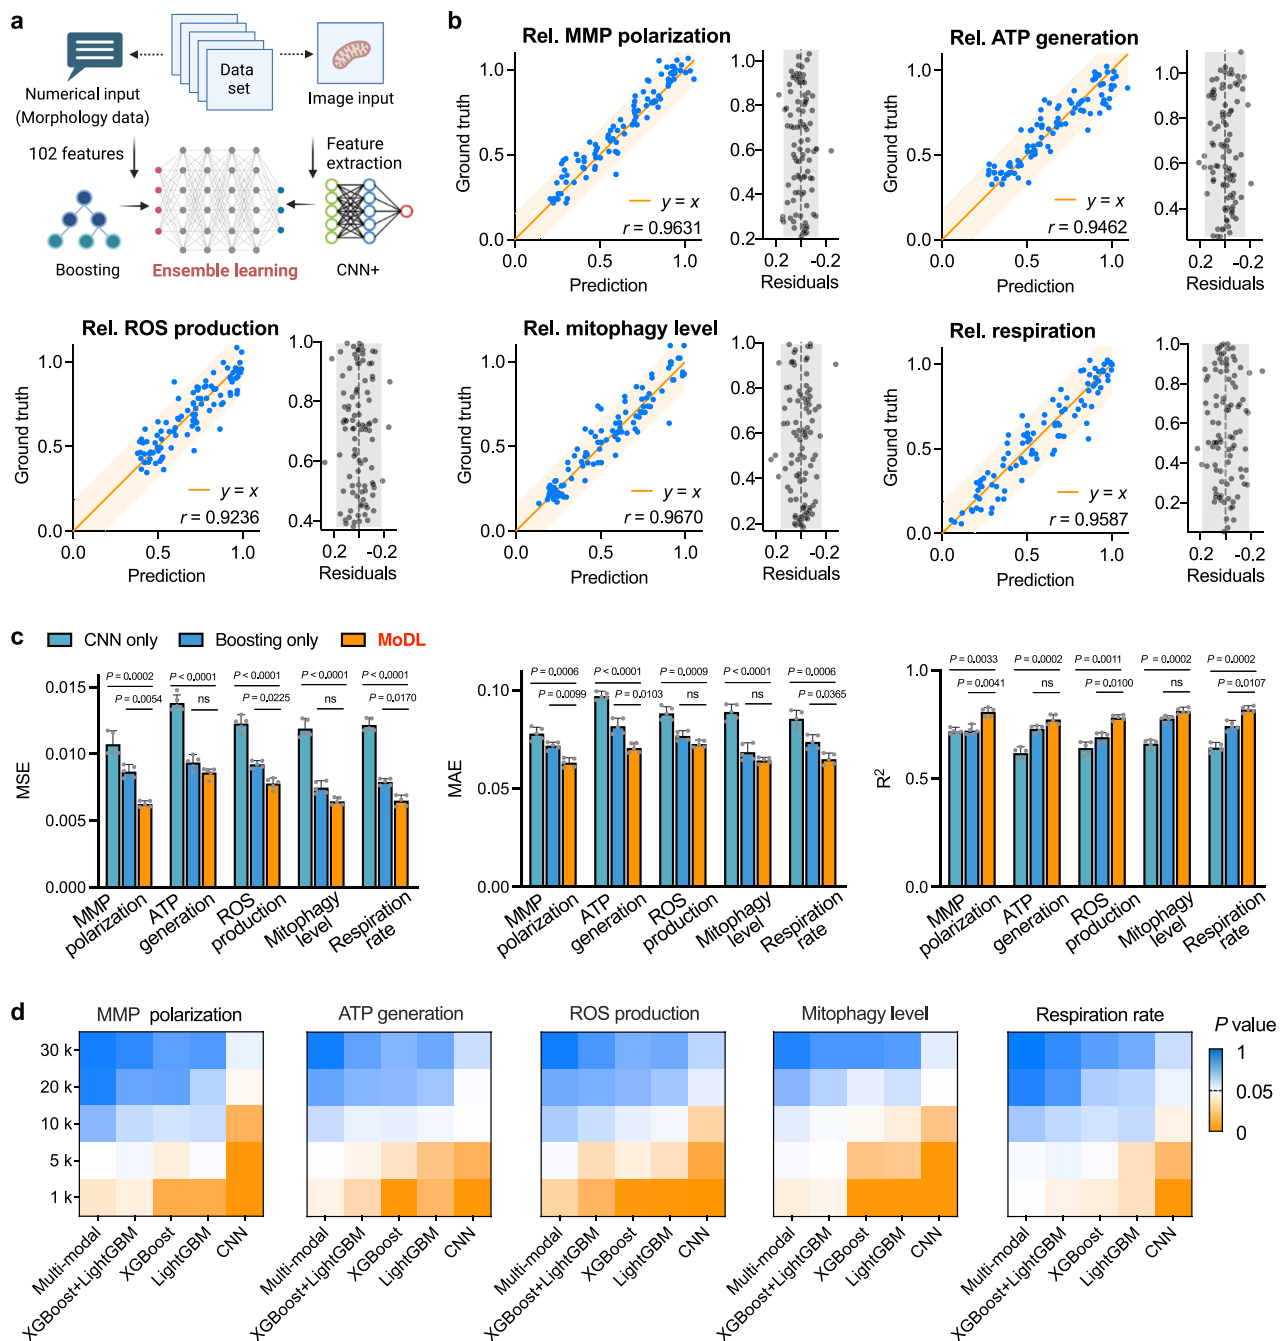 a
Data
set
Numerical input
(Morphology data)
Image input
102 features
Feature
extraction
Boosting
Ensemble learning
CNN+
b
Rel. MMP polarization
1.0
0.5
0.0
Ground truth
y = x
r = 0.9631
0.0 0.5 1.0
Prediction
1.0
0.8
0.6
0.4
0.2
0.2 -0.2
Residuals
Rel. ATP generation
1.0
0.5
0.0
Ground truth
y = x
r = 0.9462
0.0 0.5 1.0
Prediction
1.0
0.8
0.6
0.4
0.2 -0.2
Residuals
Rel. ROS production
1.0
0.5
0.0
Ground truth
y = x
r = 0.9236
0.0 0.5 1.0
Prediction
1.0
0.8
0.6
0.4
0.2 -0.2
Residuals
Rel. mitophagy level
1.0
0.5
0.0
Ground truth
y = x
r = 0.9670
0.0 0.5 1.0
Prediction
1.0
0.8
0.6
0.4
0.2
0.2 -0.2
Residuals
Rel. respiration
1.0
0.5
0.0
Ground truth
y = x
r = 0.9587
0.0 0.5 1.0
Prediction
1.0
0.8
0.6
0.4
0.2
0.2 -0.2
Residuals
c
CNN only Boosting only MoDL
P = 0.0002 P < 0.0001 P < 0.0001 P < 0.0001 P < 0.0001
P = 0.0054 ns P = 0.0225 ns P = 0.0170
0.015
0.010
0.005
0.000
MSE
MMP polarization
ATP generation
ROS production
Mitophagy level
Respiration rate
P = 0.0006 P < 0.0001 P = 0.0009 P < 0.0001 P = 0.0006
P = 0.0099 P = 0.0103 ns ns P = 0.0365
0.10
0.05
0.00
MAE
MMP polarization
ATP generation
ROS production
Mitophagy level
Respiration rate
P = 0.0033 P = 0.0002 P = 0.0011 P = 0.0002 P = 0.0002
P = 0.0041 ns P = 0.0100 ns P = 0.0107
1.0
0.5
0.0
R²
MMP polarization
ATP generation
ROS production
Mitophagy level
Respiration rate
d
MMP polarization
ATP generation
ROS production
Mitophagy level
Respiration rate
30 k
20 k
10 k
5 k
1 k
Multi-modal
XGBoost+LightGBM
XGBoost
LightGBM
CNN
Multi-modal
XGBoost+LightGBM
XGBoost
LightGBM
CNN
Multi-modal
XGBoost+LightGBM
XGBoost
LightGBM
CNN
Multi-modal
XGBoost+LightGBM
XGBoost
LightGBM
CNN
Multi-modal
XGBoost+LightGBM
XGBoost
LightGBM
CNN
P value
1
0.05
0